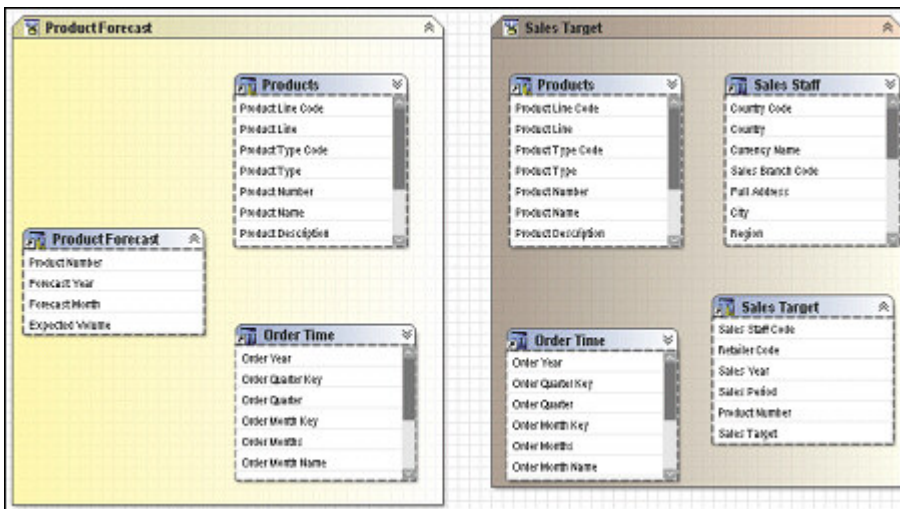 Product Forecast
Products
Product Line Code
Product Line
Product Type Code
Product Type
Product Number
Product Name
Product Description
Product Forecast
Product Number
Forecast Year
Forecast Month
Expected Volume
Order Time
Order Year
Order Quarter Key
Order Quarter
Order Month Key
Order Months
Order Month Name
Sales Target
Products
Product Line Code
Product Line
Product Type Code
Product Type
Product Number
Product Name
Product Description
Sales Staff
Country Code
Country
Currency Name
Sales Branch Code
Full Address
City
Region
Order Time
Order Year
Order Quarter Key
Order Quarter
Order Month Key
Order Months
Order Month Name
Sales Target
Sales Staff Code
Retailer Code
Sales Year
Sales Period
Product Number
Sales Target